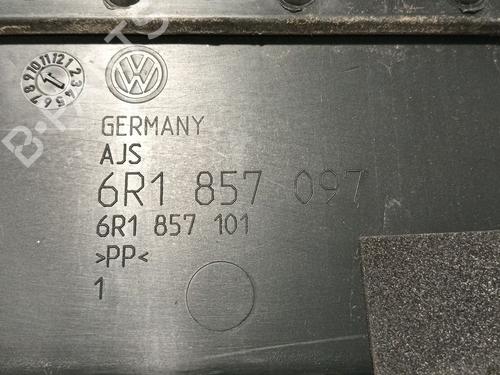 GERMANY
AJS
6R1 857 097
6R1 857 101
>PP<
1